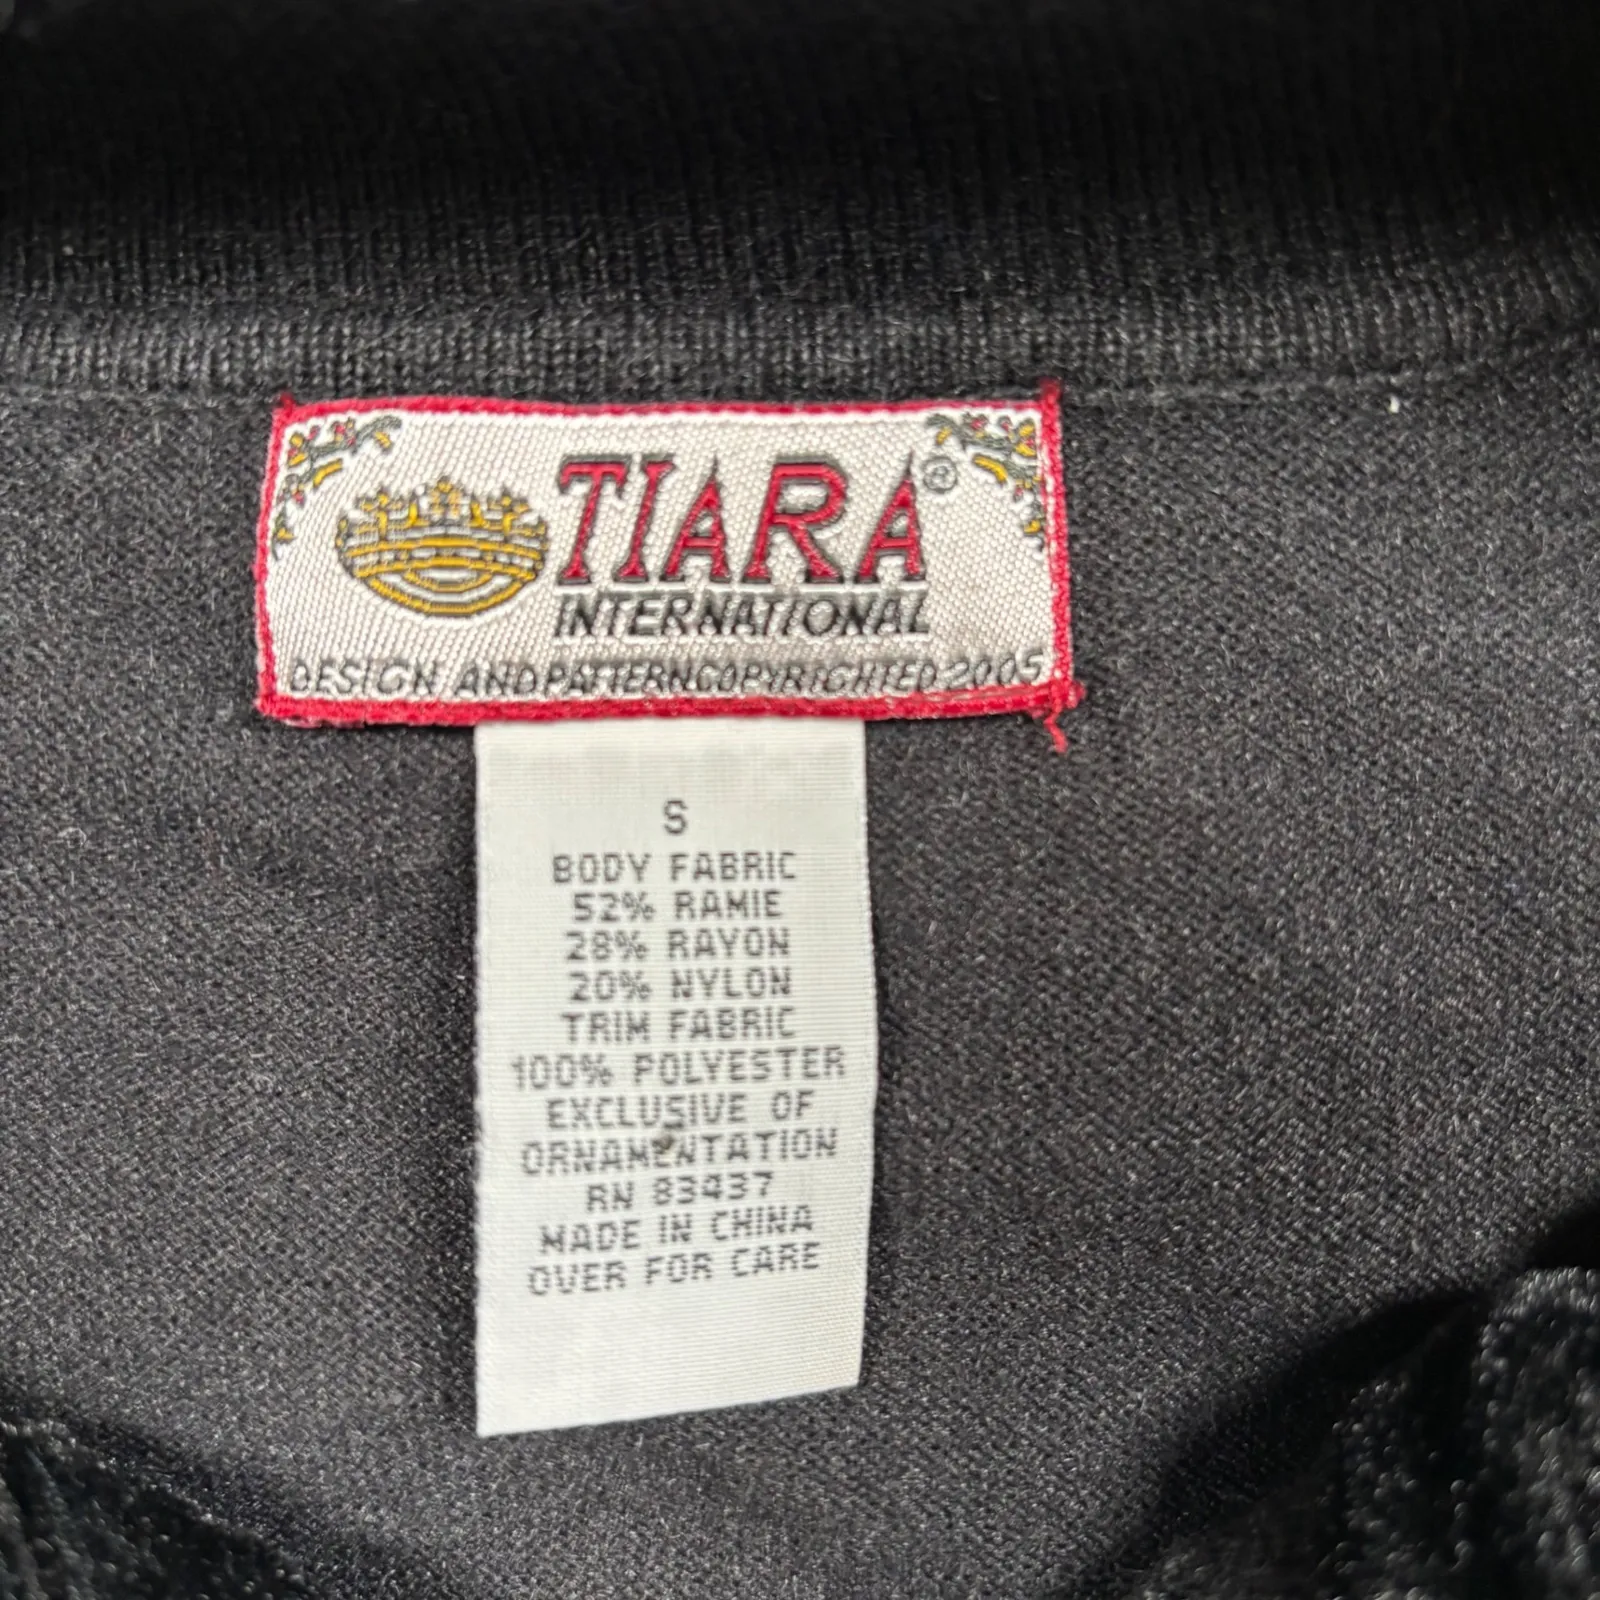 TIARA®
INTERNATIONAL
DESIGN AND PATTERN COPYRIGHTED 2005
S
BODY FABRIC
52% RAMIE
28% RAYON
20% NYLON
TRIM FABRIC
100% POLYESTER
EXCLUSIVE OF
ORNAMENTATION
RN 83437
MADE IN CHINA
OVER FOR CARE